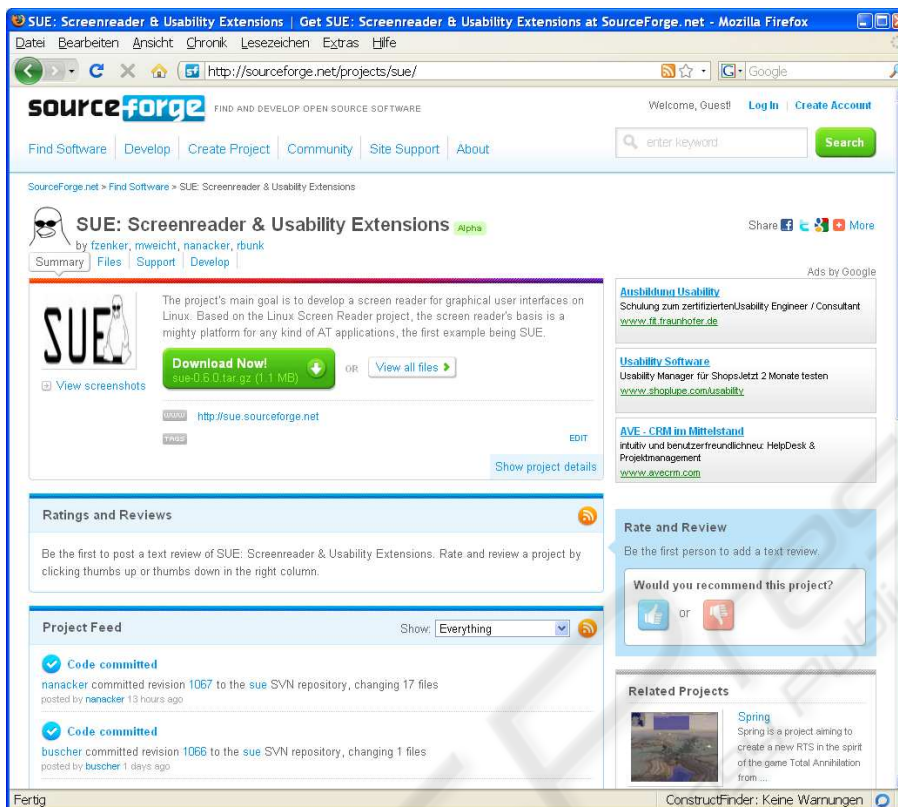 SUE: Screenreader & Usability Extensions | Get SUE: Screenreader & Usability Extensions at SourceForge.net - Mozilla Firefox
Datei Bearbeiten Ansicht Chronik Lesezeichen Extras Hilfe
http://sourceforge.net/projects/sue/
G Google
sourceforge FIND AND DEVELOP OPEN SOURCE SOFTWARE
Welcome, Guest! Log In | Create Account
Find Software Develop Create Project Community Site Support About
enter keyword Search
SourceForge.net > Find Software > SUE: Screenreader & Usability Extensions
SUE: Screenreader & Usability Extensions Alpha
by fzenker, mweicht, nanacker, rbunk
Share More
Summary Files Support Develop
SUE
View screenshots
The project's main goal is to develop a screen reader for graphical user interfaces on
Linux. Based on the Linux Screen Reader project, the screen reader's basis is a
mighty platform for any kind of AT applications, the first example being SUE.
Download Now!
sue-0.6.0.tar.gz (1.1 MB)
OR View all files
WWW http://sue.sourceforge.net
TAGS EDIT
Show project details
Ads by Google
Ausbildung Usability
Schulung zum zertifiziertenUsability Engineer / Consultant
www.fit.fraunhofer.de
Usability Software
Usability Manager für ShopsJetzt 2 Monate testen
www.shoplupe.com/usability
AVE - CRM im Mittelstand
intuitiv und benutzerfreundlichneu: HelpDesk &
Projektmanagement
www.avecrm.com
Ratings and Reviews
Be the first to post a text review of SUE: Screenreader & Usability Extensions. Rate and review a project by
clicking thumbs up or thumbs down in the right column.
Rate and Review
Be the first person to add a text review.
Would you recommend this project?
or
Project Feed Show: Everything
Code committed
nanacker committed revision 1067 to the sue SVN repository, changing 17 files
posted by nanacker 13 hours ago
Code committed
buscher committed revision 1066 to the sue SVN repository, changing 1 files
posted by buscher 1 days ago
Related Projects
Spring
Spring is a project aiming to
create a new RTS in the spirit
of the game Total Annihilation
from ...
Fertig
ConstructFinder: Keine Warnungen